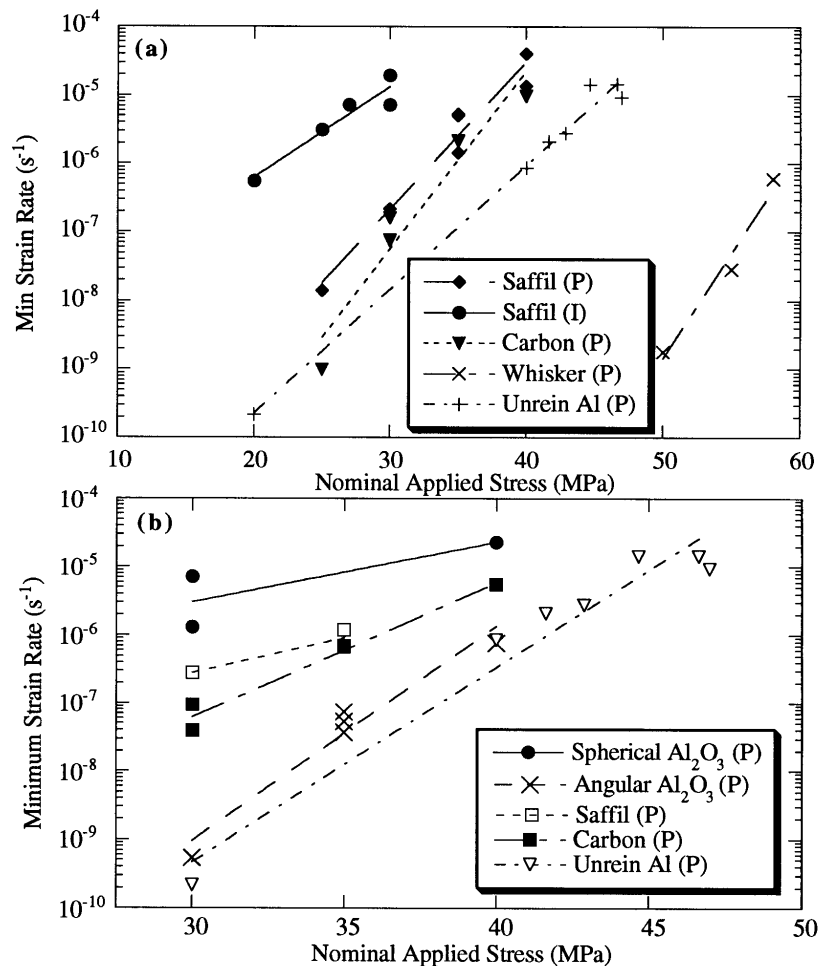 (a)
10^-4
10^-5
10^-6
10^-7
10^-8
10^-9
10^-10
Min Strain Rate (s^-1)
Saffil (P)
Saffil (I)
Carbon (P)
Whisker (P)
Unrein Al (P)
10 20 30 40 50 60
Nominal Applied Stress (MPa)
(b)
10^-4
10^-5
10^-6
10^-7
10^-8
10^-9
10^-10
Minimum Strain Rate (s^-1)
Spherical Al2O3 (P)
Angular Al2O3 (P)
Saffil (P)
Carbon (P)
Unrein Al (P)
30 35 40 45 50
Nominal Applied Stress (MPa)